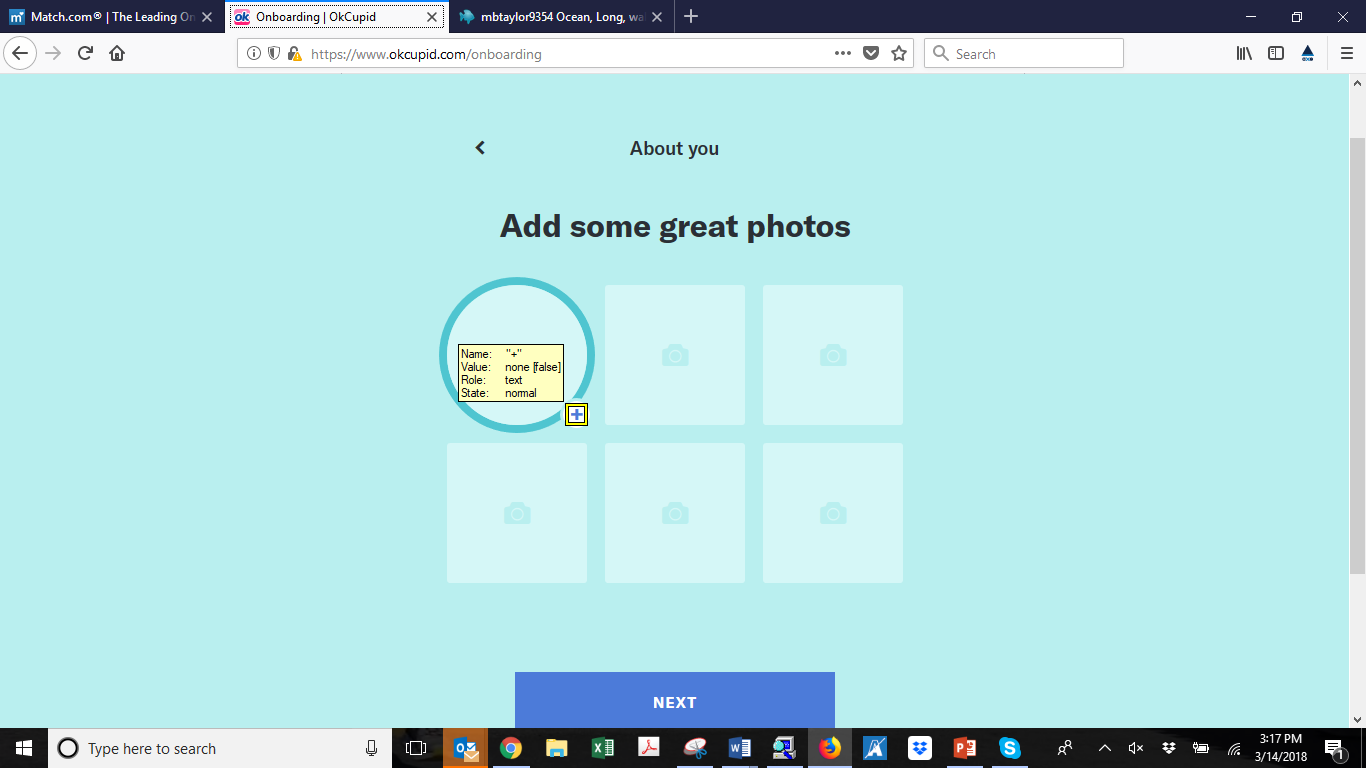 m Match.com® | The Leading On
ok Onboarding | OkCupid
mbtaylor9354 Ocean, Long, wa
https://www.okcupid.com/onboarding
Search
About you
Add some great photos
Name: "+"
Value: none [false]
Role: text
State: normal
+
NEXT
Type here to search
3:17 PM
3/14/2018
1